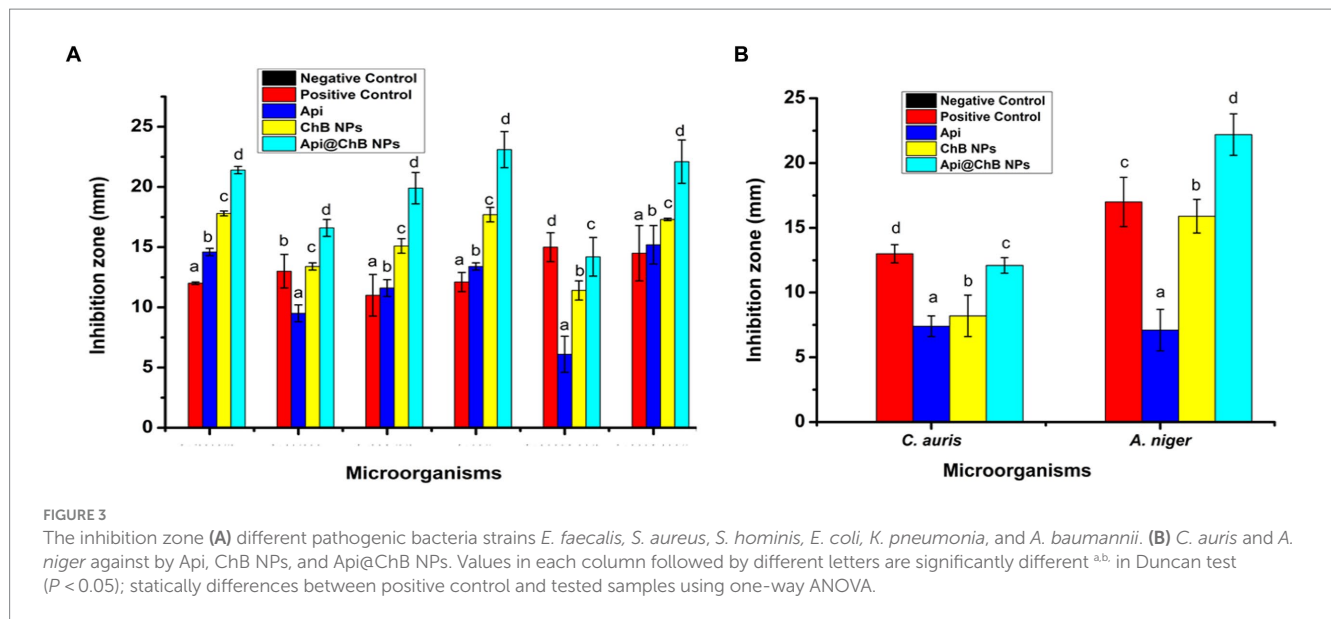 A
Negative Control
Positive Control
Api
ChB NPs
Api@ChB NPs
Inhibition zone (mm)
25
20
15
10
5
0
a b c d
b a c d
a b c d
a b c d
d a b c
a b c d
Microorganisms
B
Negative Control
Positive Control
Api
ChB NPs
Api@ChB NPs
Inhibition zone (mm)
25
20
15
10
5
0
d a b c
c a b d
C. auris A. niger
Microorganisms
FIGURE 3
The inhibition zone (A) different pathogenic bacteria strains E. faecalis, S. aureus, S. hominis, E. coli, K. pneumonia, and A. baumannii. (B) C. auris and A.
niger against by Api, ChB NPs, and Api@ChB NPs. Values in each column followed by different letters are significantly different a,b, in Duncan test
(P < 0.05); statically differences between positive control and tested samples using one-way ANOVA.